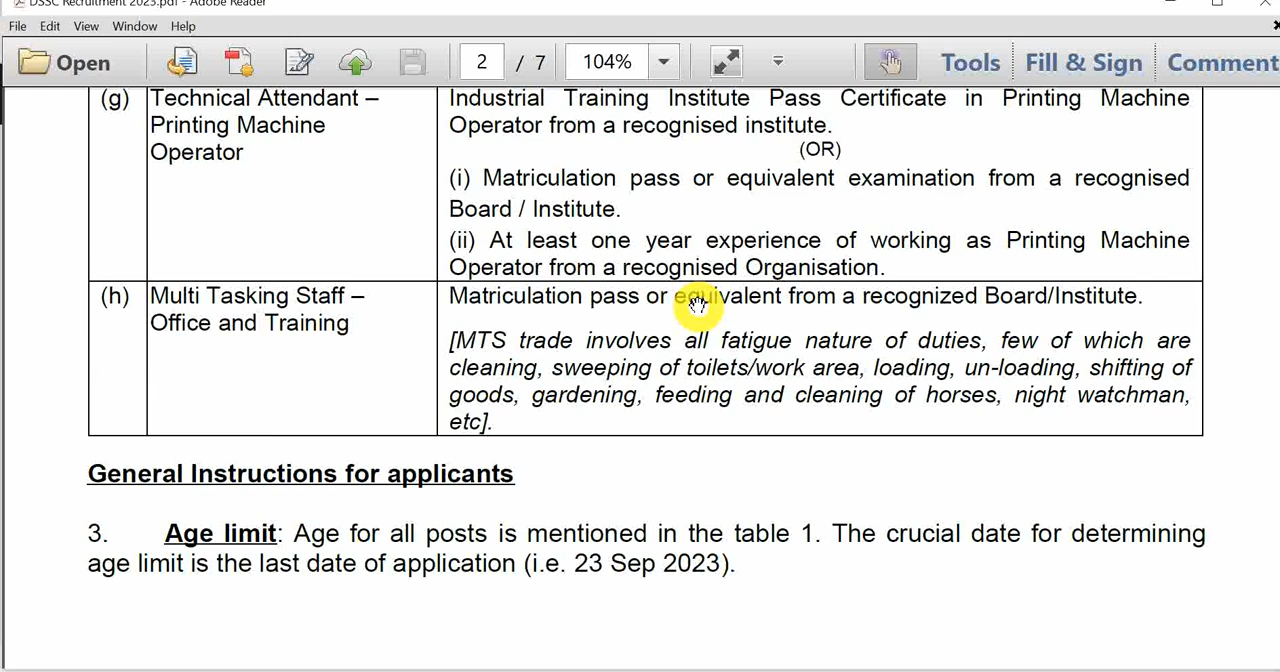 DSSC Recruitment 2023.pdf - Adobe Reader
File Edit View Window Help
Open 2 / 7 104% Tools Fill & Sign Comment
(g) Technical Attendant – Industrial Training Institute Pass Certificate in Printing Machine
Printing Machine Operator from a recognised institute.
Operator (OR)
(i) Matriculation pass or equivalent examination from a recognised
Board / Institute.
(ii) At least one year experience of working as Printing Machine
Operator from a recognised Organisation.
(h) Multi Tasking Staff – Matriculation pass or equivalent from a recognized Board/Institute.
Office and Training
[MTS trade involves all fatigue nature of duties, few of which are
cleaning, sweeping of toilets/work area, loading, un-loading, shifting of
goods, gardening, feeding and cleaning of horses, night watchman,
etc].
General Instructions for applicants
3. Age limit: Age for all posts is mentioned in the table 1. The crucial date for determining
age limit is the last date of application (i.e. 23 Sep 2023).